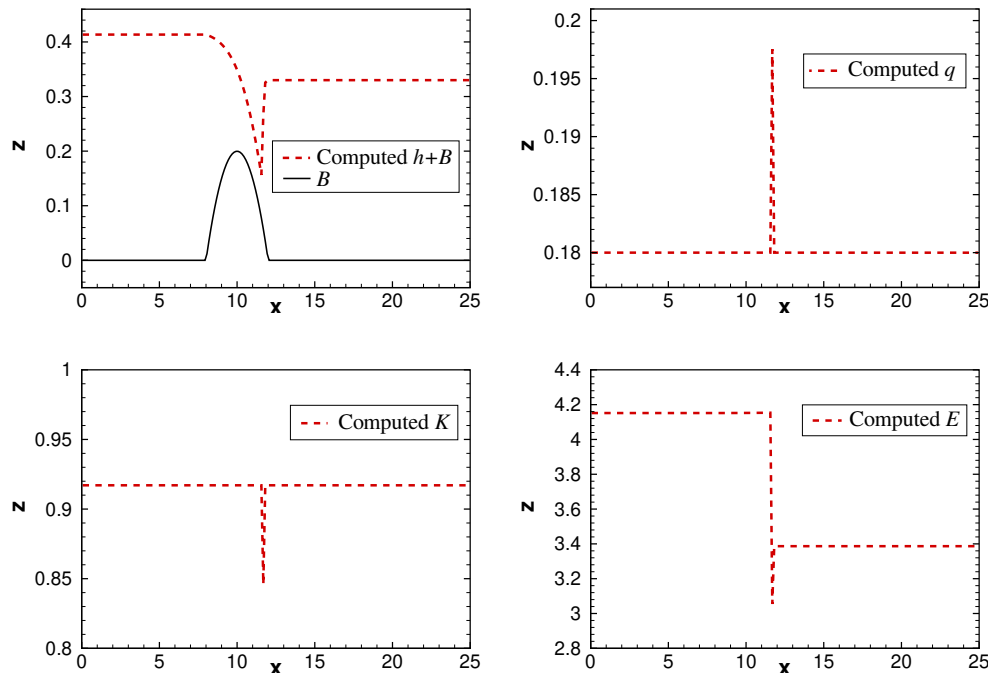 0.4
0.3
0.2
0.1
0
z
Computed h+B
B
0 5 10 15 20 25
x
0.2
0.195
0.19
0.185
0.18
z
Computed q
0 5 10 15 20 25
x
1
0.95
0.9
0.85
0.8
z
Computed K
0 5 10 15 20 25
x
4.4
4.2
4
3.8
3.6
3.4
3.2
3
2.8
z
Computed E
0 5 10 15 20 25
x